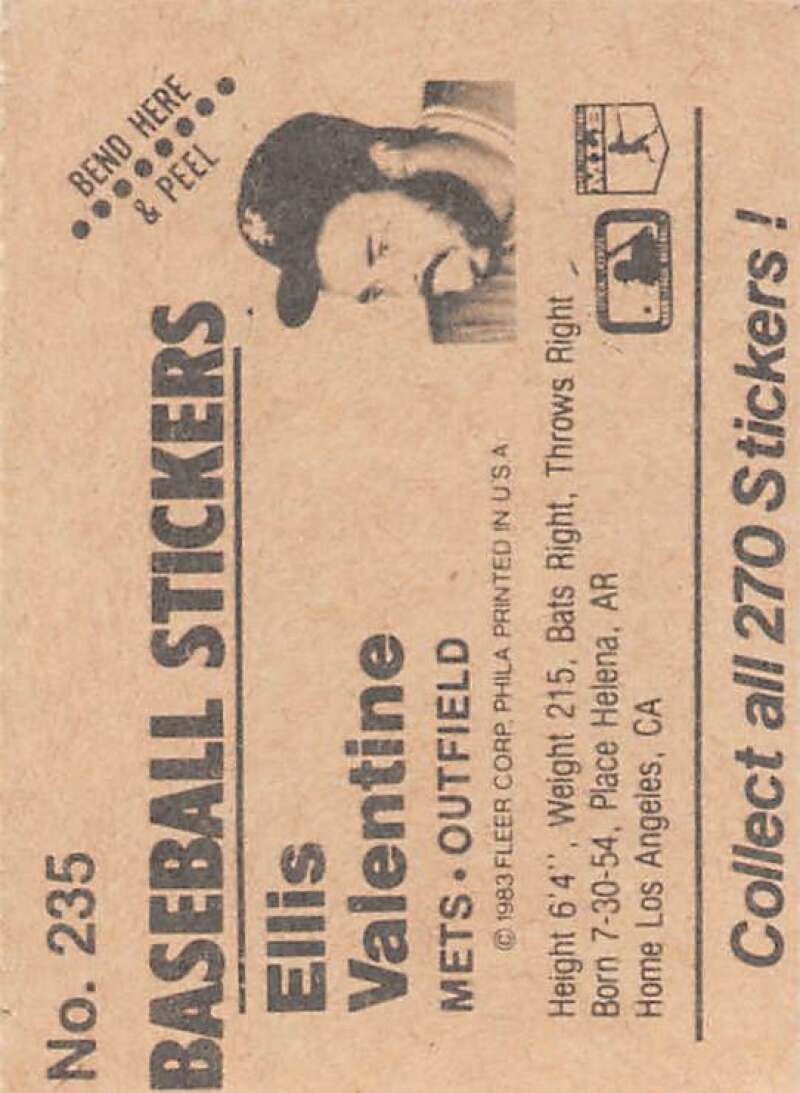 No. 235
BEND HERE
& PEEL
BASEBALL STICKERS
Ellis
Valentine
METS • OUTFIELD
© 1983 FLEER CORP. PHILA PRINTED IN U.S.A
Height 6'4'', Weight 215, Bats Right, Throws Right
Born 7-30-54, Place Helena, AR
Home Los Angeles, CA
Collect all 270 Stickers!